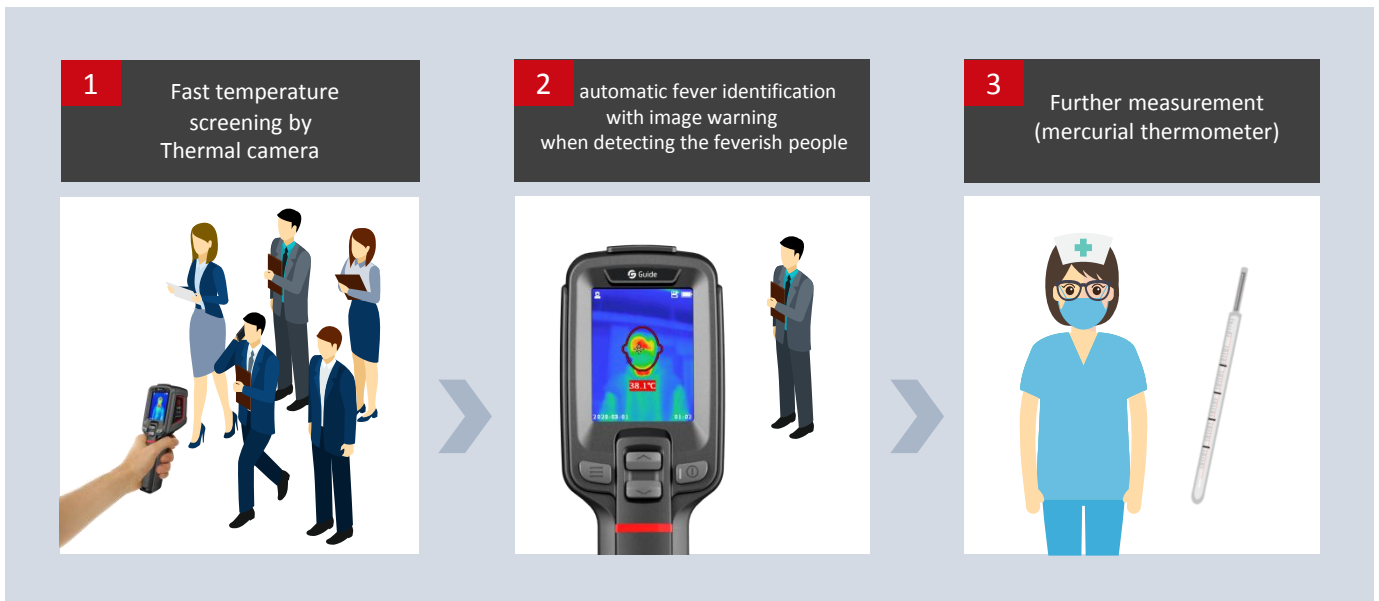 1
Fast temperature
screening by
Thermal camera
2
automatic fever identification
with image warning
when detecting the feverish people
Guide
38.1°C
2020-03-01
3
Further measurement
(mercurial thermometer)